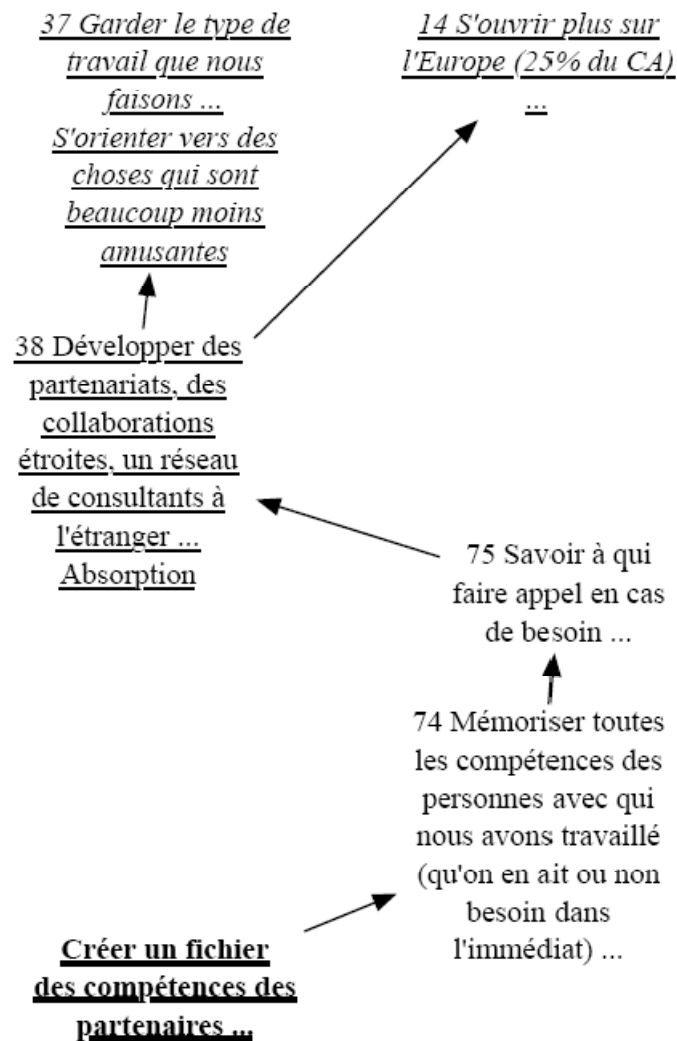 37 Garder le type de
travail que nous
faisons ...
S'orienter vers des
choses qui sont
beaucoup moins
amusantes
14 S'ouvrir plus sur
l'Europe (25% du CA)
...
38 Développer des
partenariats, des
collaborations
étroites, un réseau
de consultants à
l'étranger ...
Absorption
75 Savoir à qui
faire appel en cas
de besoin ...
74 Mémoriser toutes
les compétences des
personnes avec qui
nous avons travaillé
(qu'on en ait ou non
besoin dans
l'immédiat) ...
Créer un fichier
des compétences des
partenaires ...